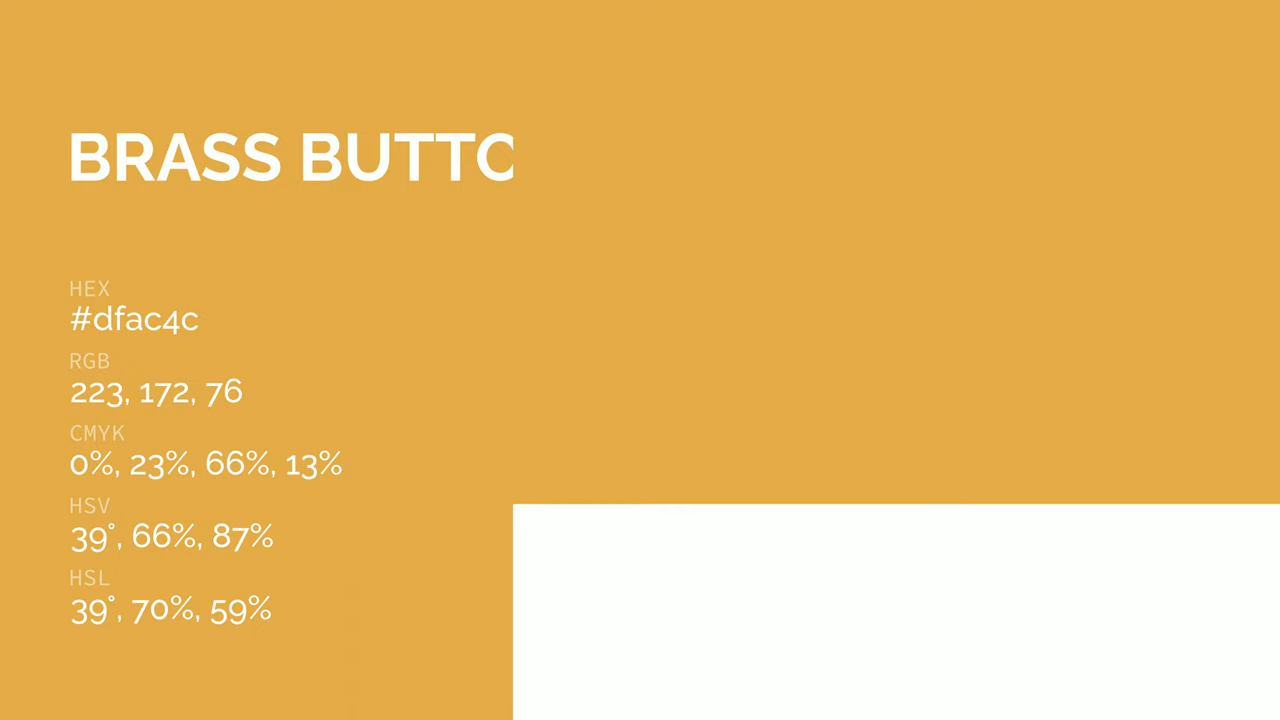 BRASS BUTTO
HEX
#dfac4c
RGB
223, 172, 76
CMYK
0%, 23%, 66%, 13%
HSV
39°, 66%, 87%
HSL
39°, 70%, 59%